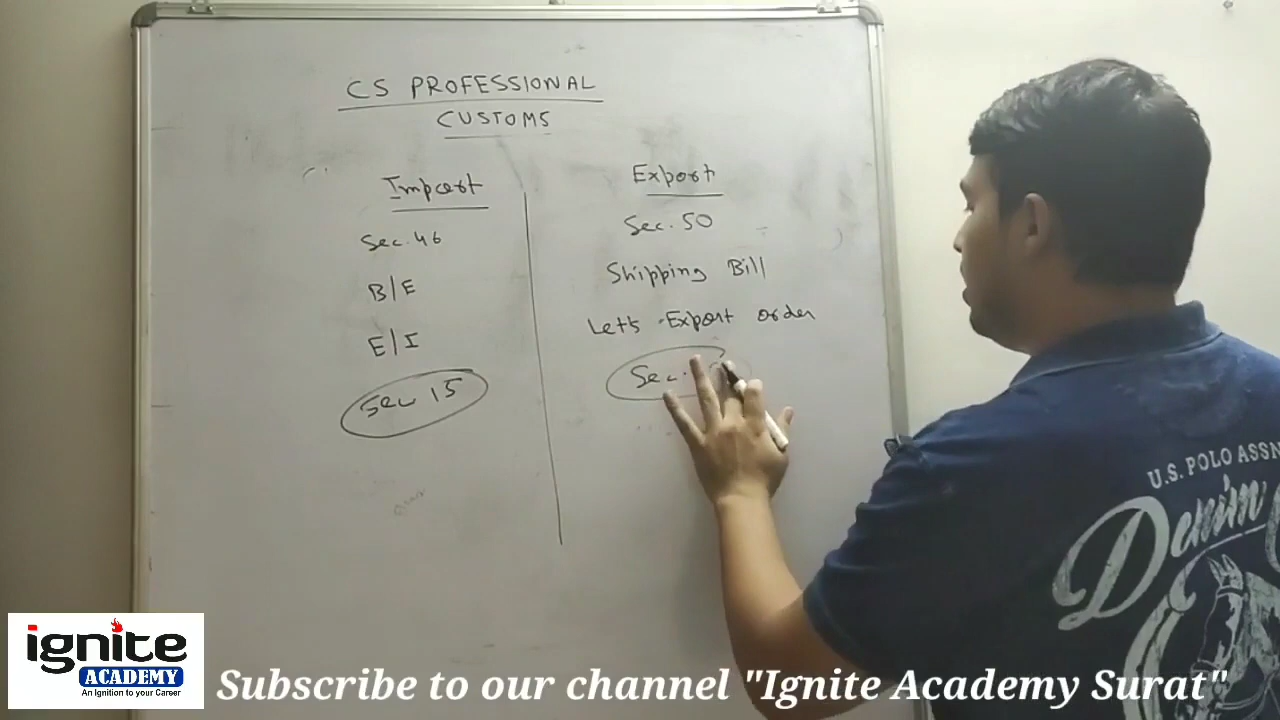 CS PROFESSIONAL
CUSTOMS
Import
Sec. 46
B/E
E/I
Sec 15
Export
Sec. 50
Shipping Bill
Let's Export order
Sec.
U.S. POLO ASSN
Denim
ignite
ACADEMY
An Ignition to your Career
Subscribe to our channel "Ignite Academy Surat"